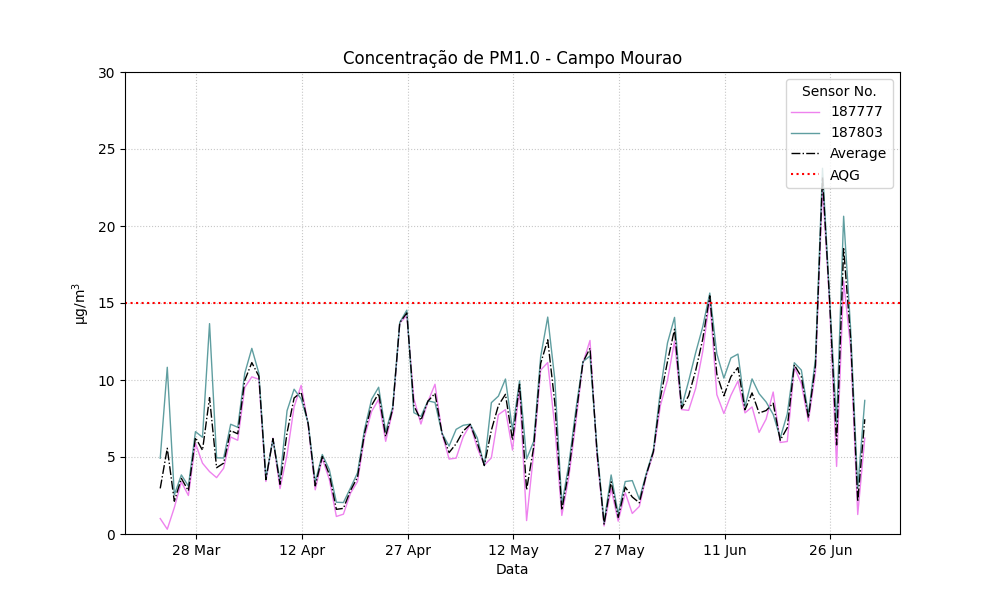 Concentração de PM1.0 - Campo Mourao
30
25
20
15
10
5
0
µg/m³
Sensor No.
187777
187803
Average
AQG
28 Mar
12 Apr
27 Apr
12 May
27 May
11 Jun
26 Jun
Data